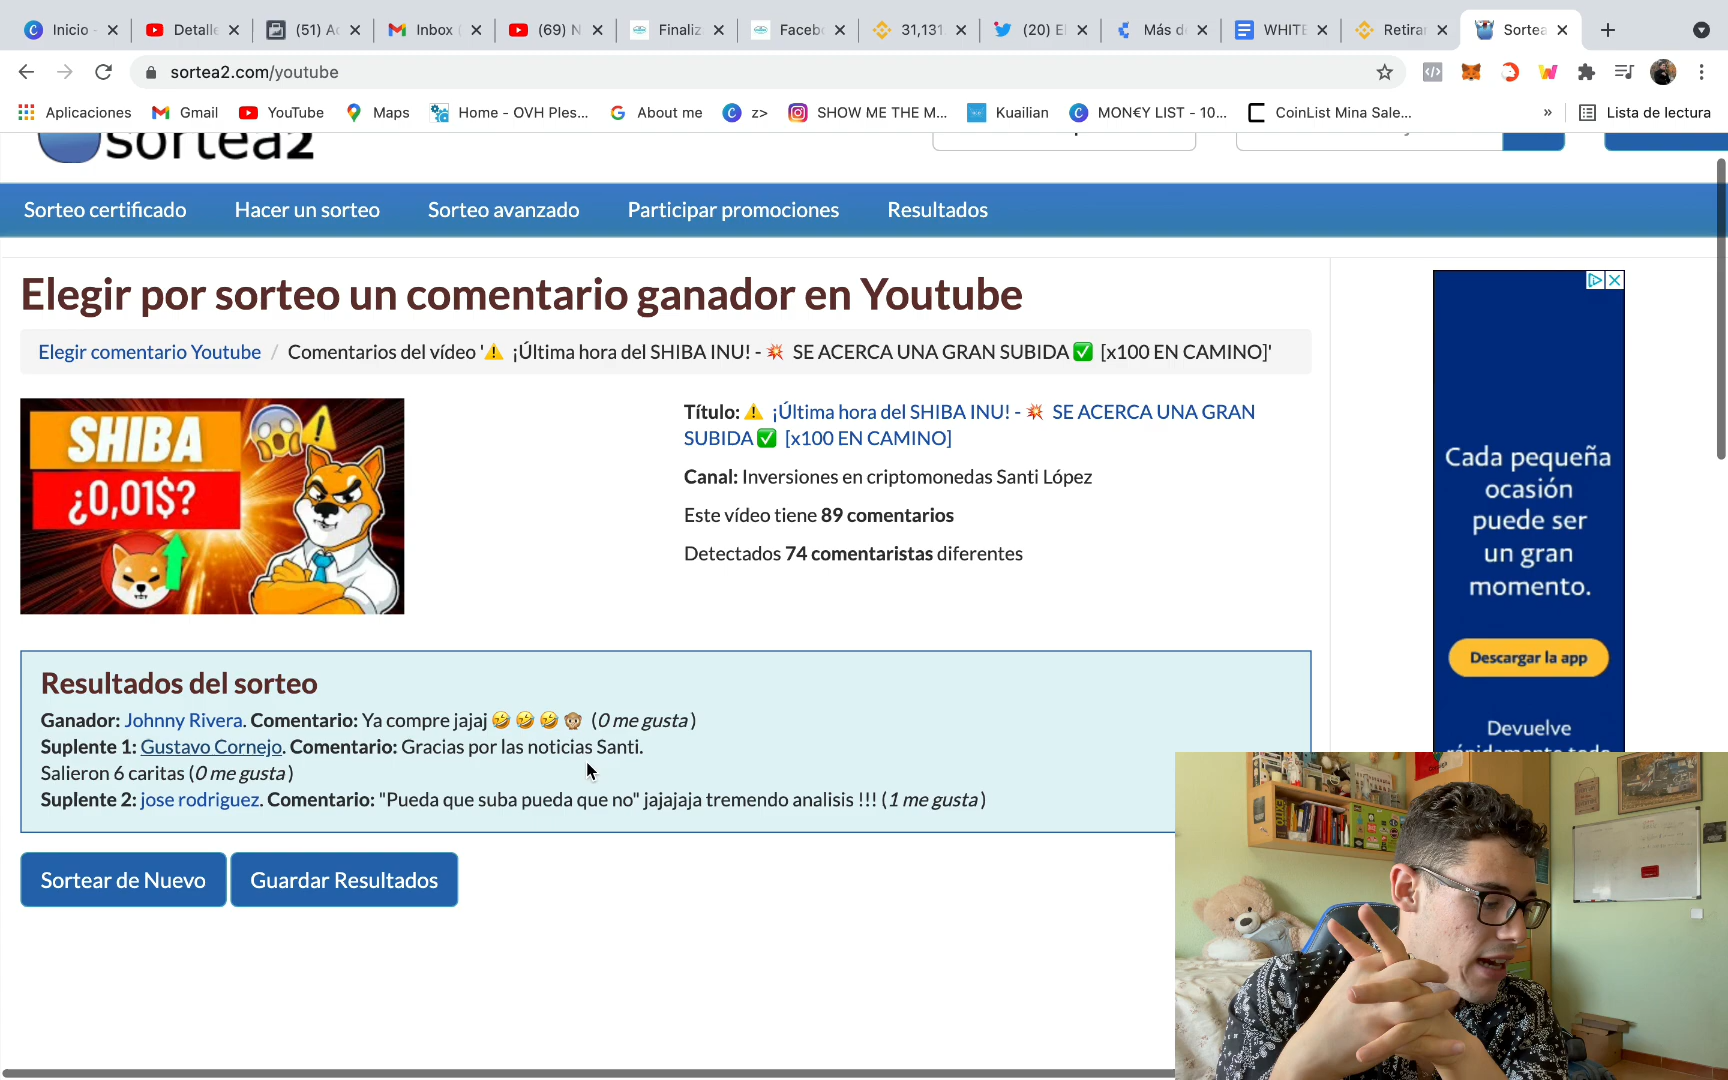 Inicio
Detalle
(51) Ac
Inbox (
(69) N
Finaliz
Faceb
31,131.
(20) El
Más de
WHITE
Retirar
Sortea
sortea2.com/youtube
Aplicaciones
Gmail
YouTube
Maps
Home - OVH Ples...
About me
z>
SHOW ME THE M...
Kuailian
MON€Y LIST - 10...
CoinList Mina Sale...
»
Lista de lectura
sortea2
Sorteo certificado
Hacer un sorteo
Sorteo avanzado
Participar promociones
Resultados
Elegir por sorteo un comentario ganador en Youtube
Elegir comentario Youtube / Comentarios del vídeo '⚠️ ¡Última hora del SHIBA INU! - 💥 SE ACERCA UNA GRAN SUBIDA ✅ [x100 EN CAMINO]'
SHIBA
¿0,01$?
Título: ⚠️ ¡Última hora del SHIBA INU! - 💥 SE ACERCA UNA GRAN
SUBIDA ✅ [x100 EN CAMINO]
Canal: Inversiones en criptomonedas Santi López
Este vídeo tiene 89 comentarios
Detectados 74 comentaristas diferentes
Resultados del sorteo
Ganador: Johnny Rivera. Comentario: Ya compre jajaj 🤣 🤣 🤣 🙊 (0 me gusta)
Suplente 1: Gustavo Cornejo. Comentario: Gracias por las noticias Santi.
Salieron 6 caritas (0 me gusta)
Suplente 2: jose rodriguez. Comentario: "Pueda que suba pueda que no" jajajaja tremendo analisis !!! (1 me gusta)
Sortear de Nuevo
Guardar Resultados
Cada pequeña
ocasión
puede ser
un gran
momento.
Descargar la app
Devuelve
rápidamente todo